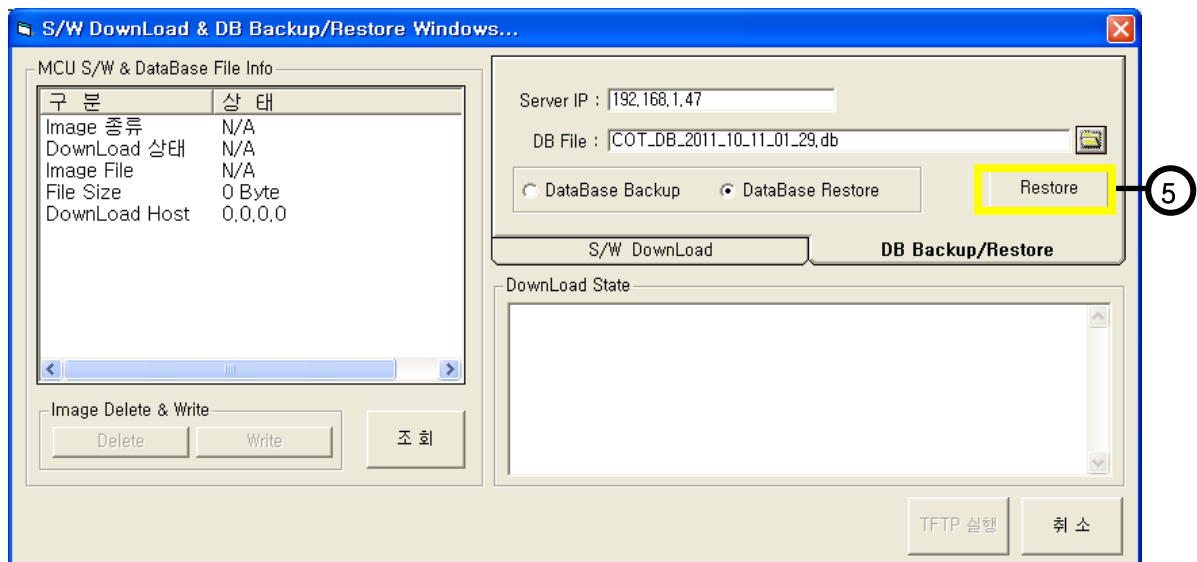 S/W DownLoad & DB Backup/Restore Windows...
MCU S/W & DataBase File Info
구 분 상 태
Image 종류 N/A
DownLoad 상태 N/A
Image File N/A
File Size 0 Byte
DownLoad Host 0,0,0,0
Image Delete & Write
Delete Write
조 회
Server IP : 192,168,1,47
DB File : COT_DB_2011_10_11_01_29,db
DataBase Backup DataBase Restore
Restore
5
S/W DownLoad DB Backup/Restore
DownLoad State
TFTP 실행 취 소